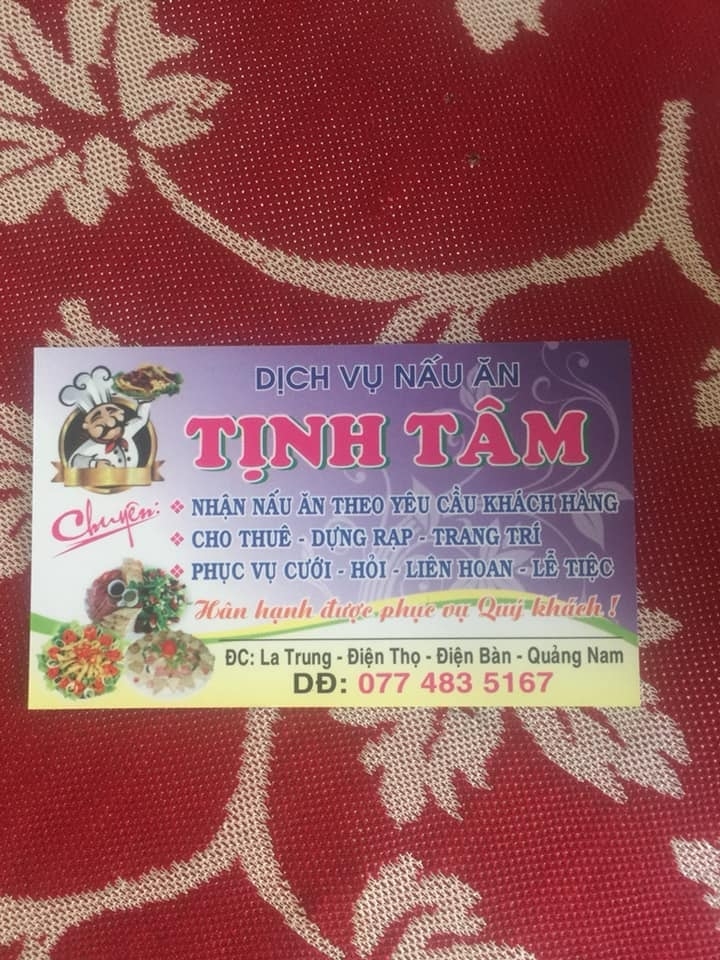 DỊCH VỤ NẤU ĂN
TỊNH TÂM
Chuyên:
❖ NHẬN NẤU ĂN THEO YÊU CẦU KHÁCH HÀNG
❖ CHO THUÊ - DỰNG RẠP - TRANG TRÍ
❖ PHỤC VỤ CƯỚI - HỎI - LIÊN HOAN - LỄ TIỆC
Hân hạnh được phục vụ Quý khách!
ĐC: La Trung - Điện Thọ - Điện Bàn - Quảng Nam
DĐ: 077 483 5167